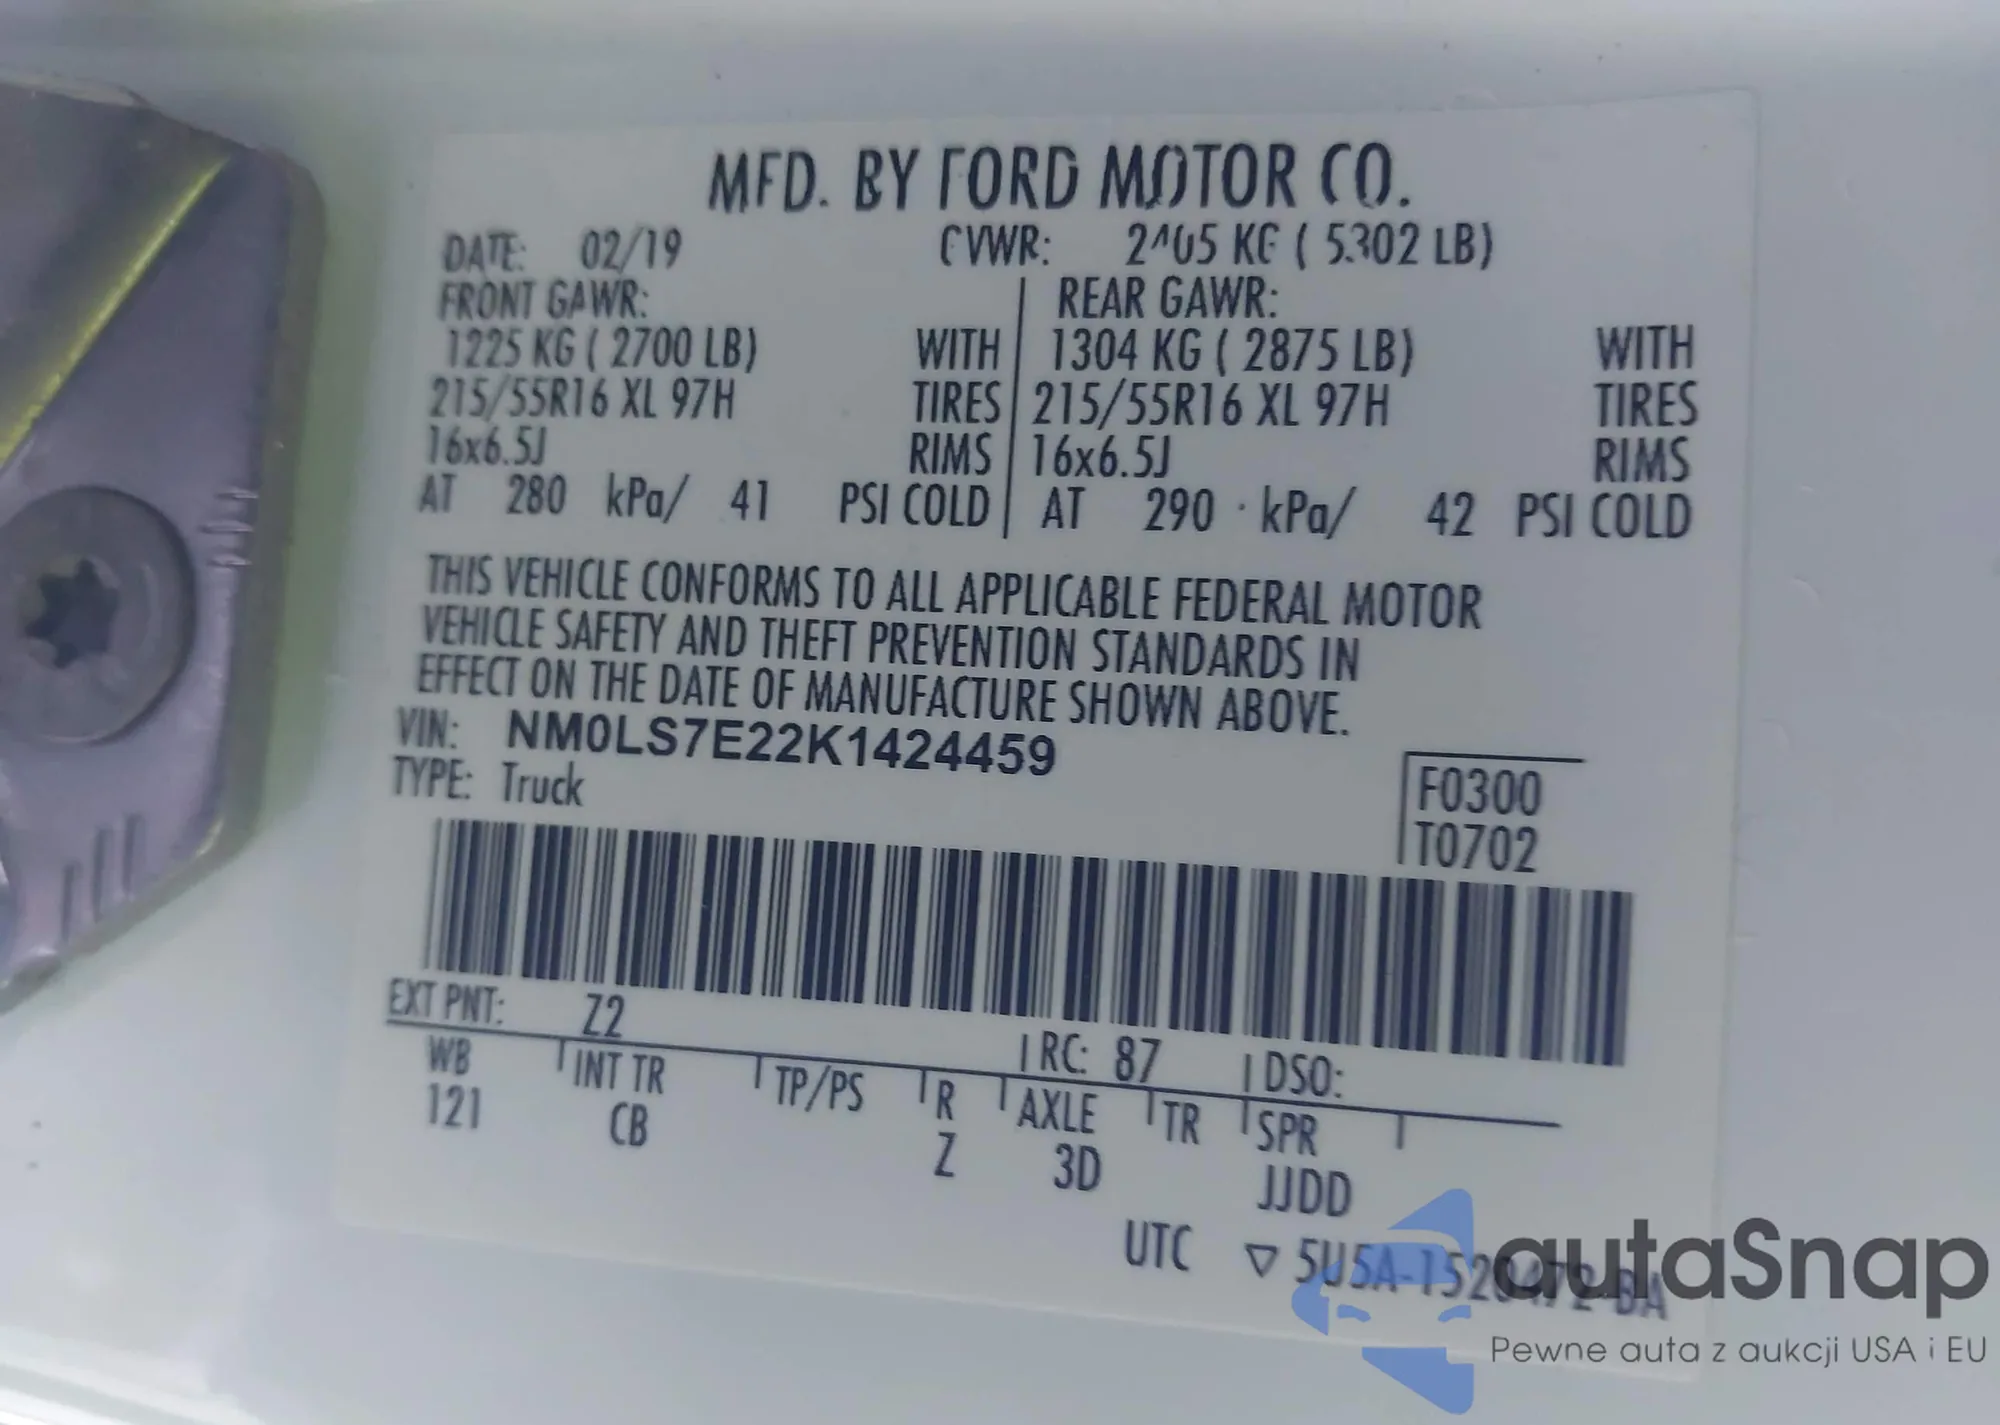 MFD. BY FORD MOTOR CO.
DATE: 02/19 GVWR: 2405 KG ( 5302 LB)
FRONT GAWR: REAR GAWR:
1225 KG ( 2700 LB) WITH 1304 KG ( 2875 LB) WITH
215/55R16 XL 97H TIRES 215/55R16 XL 97H TIRES
16x6.5J RIMS 16x6.5J RIMS
AT 280 kPa/ 41 PSI COLD AT 290 kPa/ 42 PSI COLD
THIS VEHICLE CONFORMS TO ALL APPLICABLE FEDERAL MOTOR
VEHICLE SAFETY AND THEFT PREVENTION STANDARDS IN
EFFECT ON THE DATE OF MANUFACTURE SHOWN ABOVE.
VIN: NM0LS7E22K1424459
TYPE: Truck
F0300
T0702
EXT PNT: Z2 RC: 87 DSO:
WB INT TR TP/PS R AXLE TR SPR
121 CB Z 3D JJDD
UTC ▽ 5U5A-1520472-BA
autaSnap
Pewne auta z aukcji USA i EU